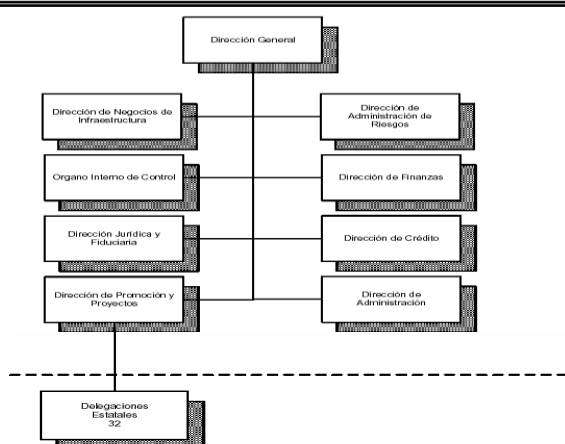 Dirección General
Dirección de Negocios de
Infraestructura
Dirección de
Administración de
Riesgos
Organo Interno de Control
Dirección de Finanzas
Dirección Jurídica y
Fiduciaria
Dirección de Crédito
Dirección de Promoción y
Proyectos
Dirección de
Administración
Delegaciones
Estatales
32